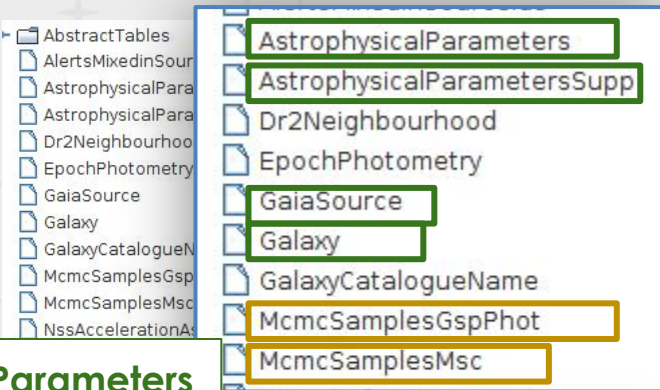 AbstractTables
AlertsMixedinSour
AstrophysicalPara
AstrophysicalPara
Dr2Neighbourhoo
EpochPhotometry
GaiaSource
Galaxy
GalaxyCatalogueN
McmcSamplesGsp
McmcSamplesMsc
NssAccelerationAs
Parameters
AstrophysicalParameters
AstrophysicalParametersSupp
Dr2Neighbourhood
EpochPhotometry
GaiaSource
Galaxy
GalaxyCatalogueName
McmcSamplesGspPhot
McmcSamplesMsc